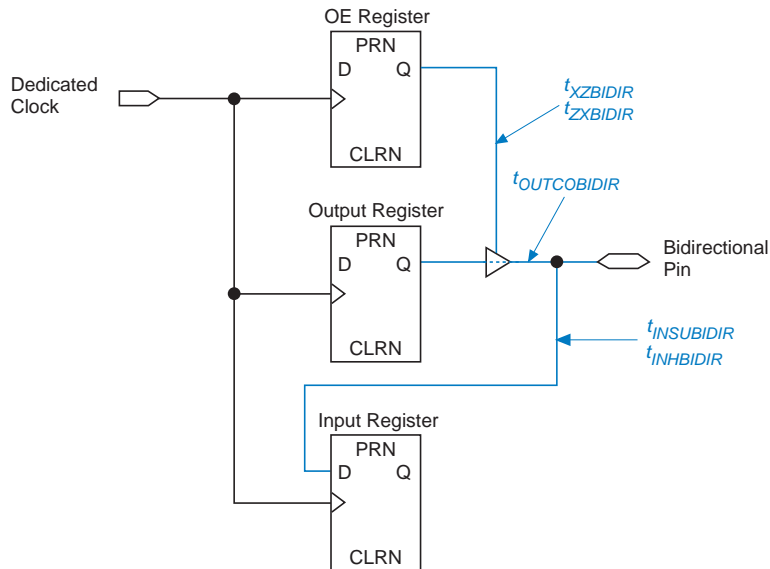 OE Register
PRN
D Q
CLRN
Dedicated
Clock
tXZBIDIR
tZXBIDIR
tOUTCOBIDIR
Output Register
PRN
D Q
CLRN
Bidirectional
Pin
tINSUBIDIR
tINHBIDIR
Input Register
PRN
D Q
CLRN